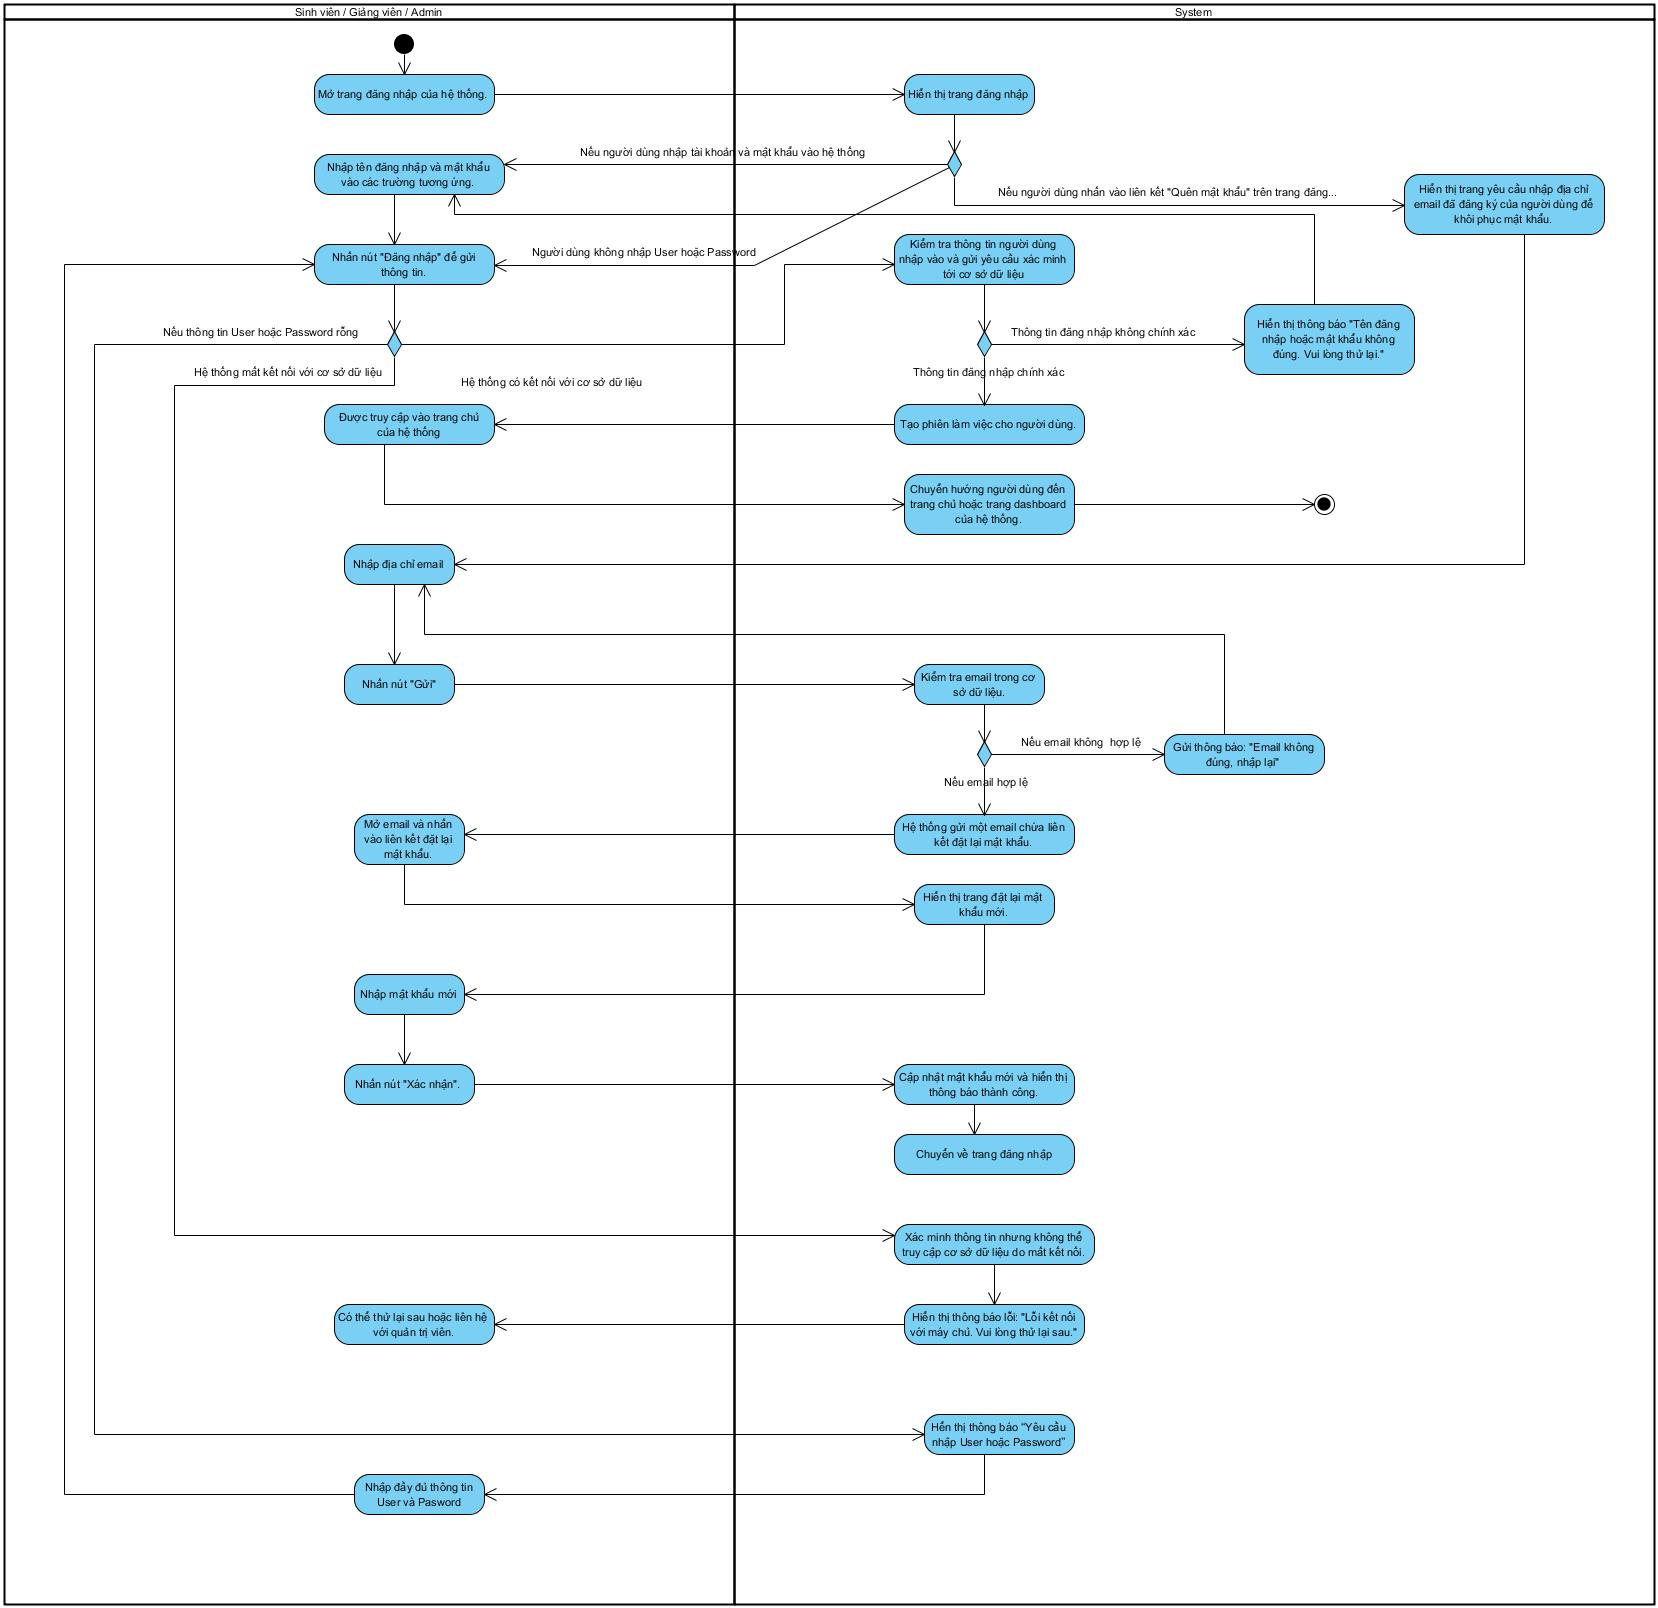 Sinh viên / Giảng viên / Admin
System
Mở trang đăng nhập của hệ thống.
Hiển thị trang đăng nhập
Nếu người dùng nhập tài khoản và mật khẩu vào hệ thống
Nhập tên đăng nhập và mật khẩu
vào các trường tương ứng.
Nếu người dùng nhấn vào liên kết "Quên mật khẩu" trên trang đăng...
Hiển thị trang yêu cầu nhập địa chỉ
email đã đăng ký của người dùng để
khôi phục mật khẩu.
Nhấn nút "Đăng nhập" để gửi
thông tin.
Người dùng không nhập User hoặc Password
Kiểm tra thông tin người dùng
nhập vào và gửi yêu cầu xác minh
tới cơ sở dữ liệu
Nếu thông tin User hoặc Password rỗng
Thông tin đăng nhập không chính xác
Hiển thị thông báo "Tên đăng
nhập hoặc mật khẩu không
đúng. Vui lòng thử lại."
Hệ thống mất kết nối với cơ sở dữ liệu
Hệ thống có kết nối với cơ sở dữ liệu
Thông tin đăng nhập chính xác
Được truy cập vào trang chủ
của hệ thống
Tạo phiên làm việc cho người dùng.
Chuyển hướng người dùng đến
trang chủ hoặc trang dashboard
của hệ thống.
Nhập địa chỉ email
Nhấn nút "Gửi"
Kiểm tra email trong cơ
sở dữ liệu.
Nếu email không  hợp lệ
Gửi thông báo: "Email không
đúng, nhập lại"
Nếu email hợp lệ
Mở email và nhấn
vào liên kết đặt lại
mật khẩu.
Hệ thống gửi một email chứa liên
kết đặt lại mật khẩu.
Hiển thị trang đặt lại mật
khẩu mới.
Nhập mật khẩu mới
Nhấn nút "Xác nhận".
Cập nhật mật khẩu mới và hiển thị
thông báo thành công.
Chuyển về trang đăng nhập
Xác minh thông tin nhưng không thể
truy cập cơ sở dữ liệu do mất kết nối.
Có thể thử lại sau hoặc liên hệ
với quản trị viên.
Hiển thị thông báo lỗi: "Lỗi kết nối
với máy chủ. Vui lòng thử lại sau."
Hển thị thông báo "Yêu cầu
nhập User hoặc Password"
Nhập đầy đủ thông tin
User và Pasword